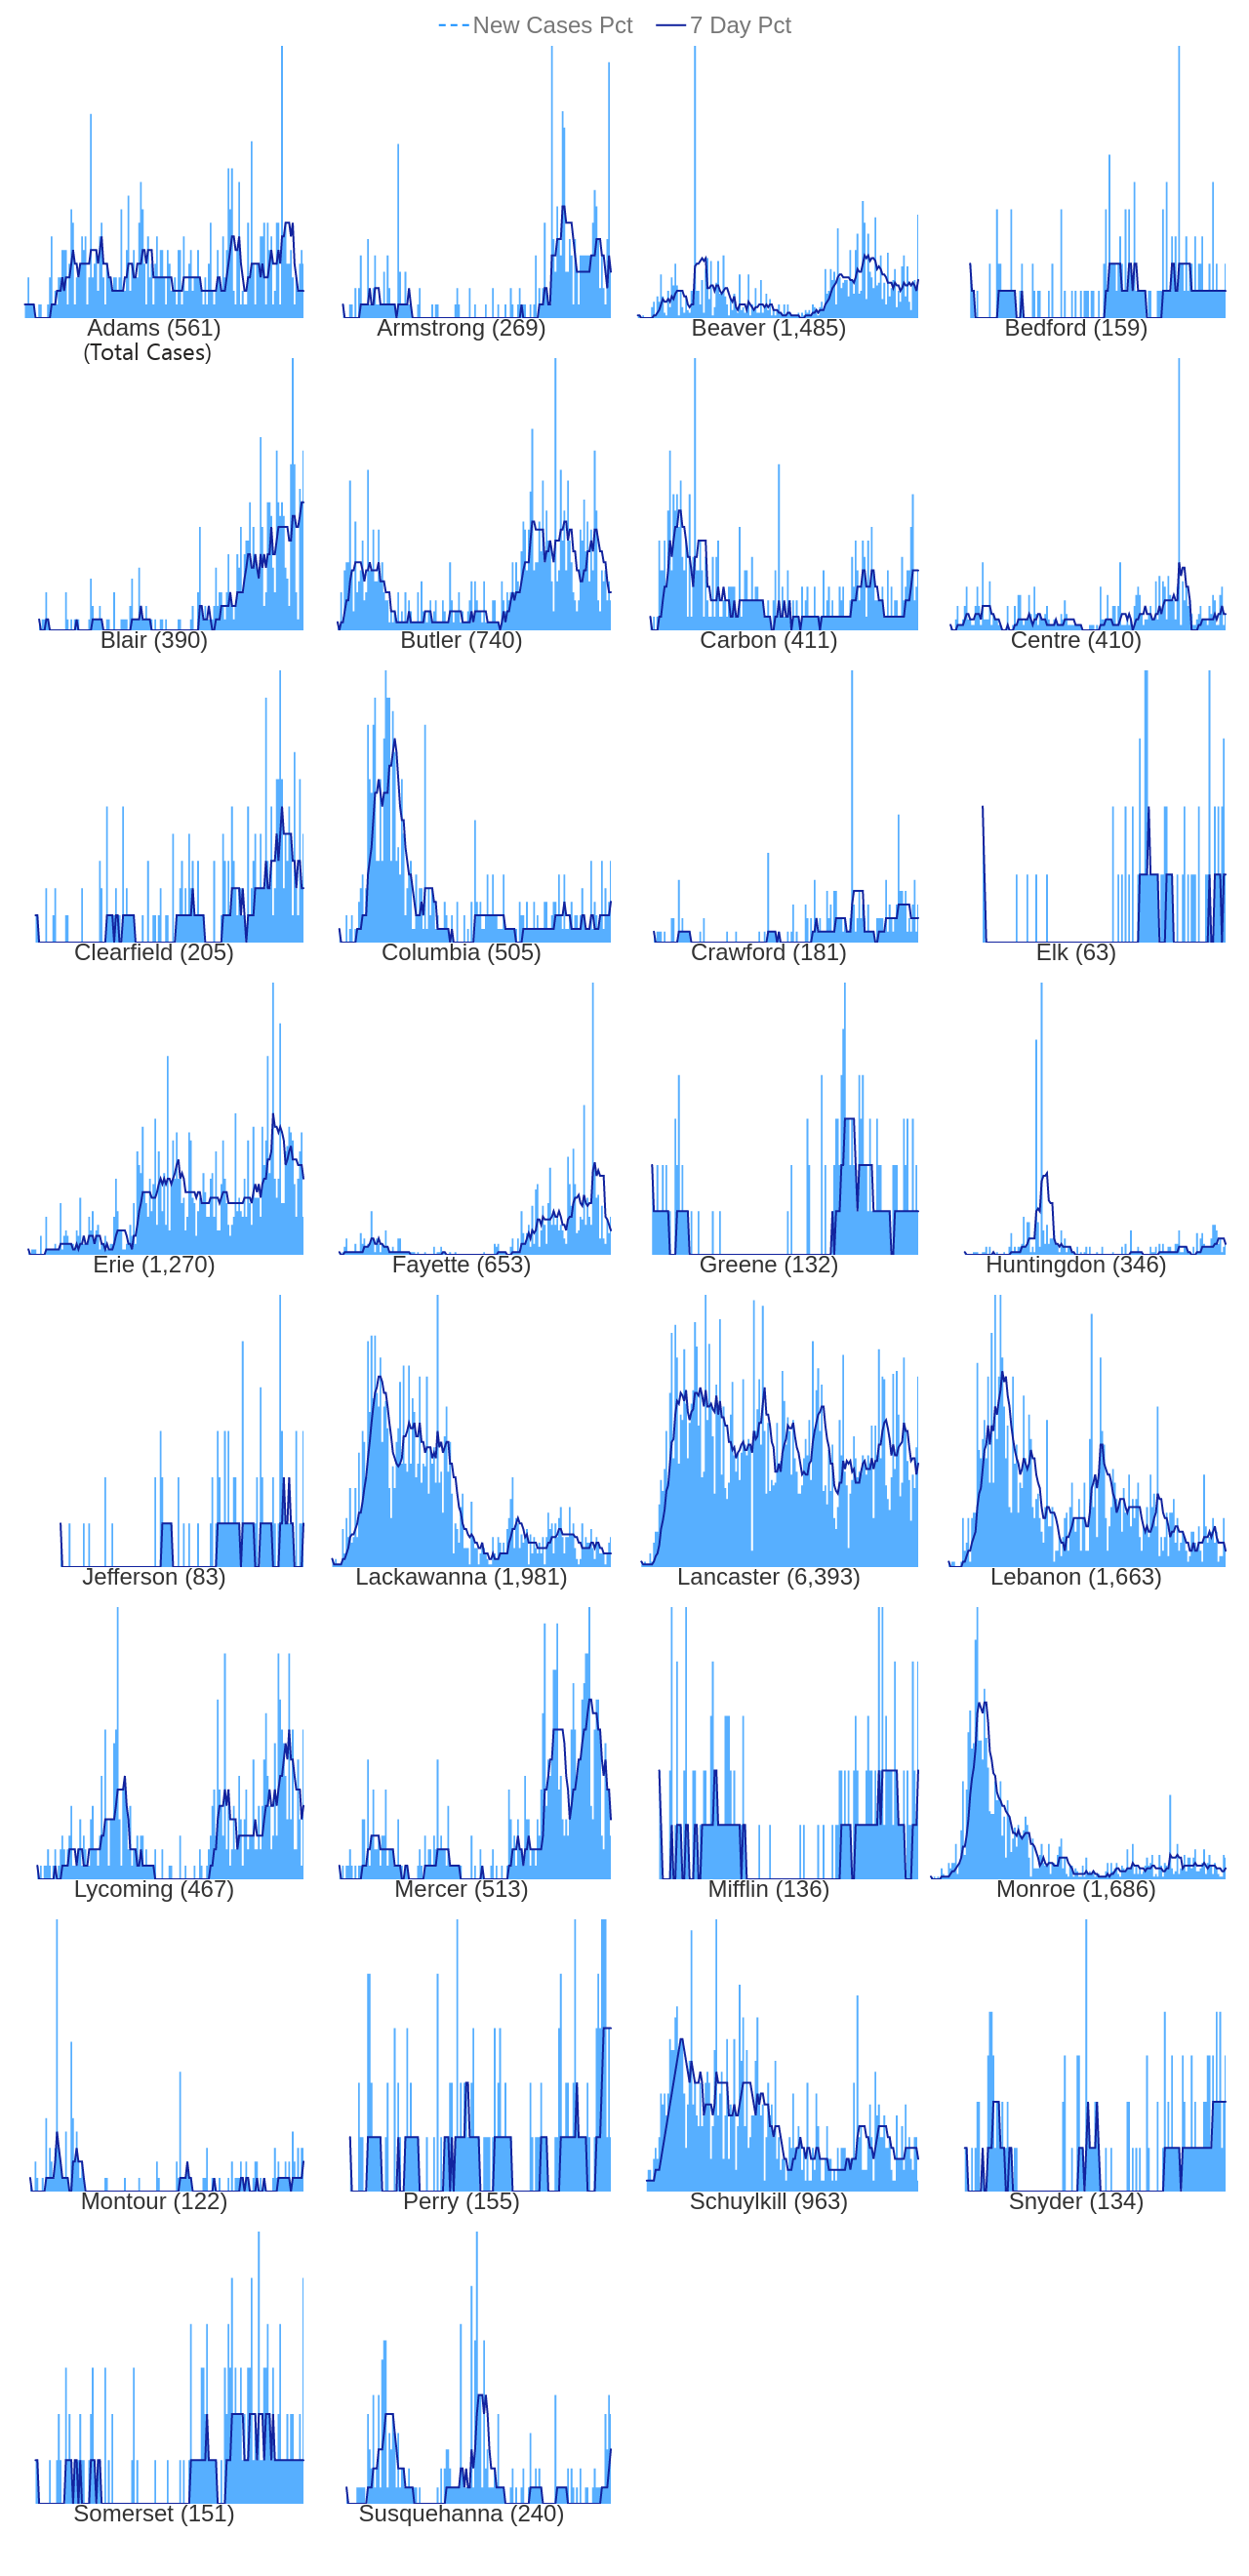 New Cases Pct 7 Day Pct
Adams (561) Armstrong (269) Beaver (1,485) Bedford (159)
(Total Cases)
Blair (390) Butler (740) Carbon (411) Centre (410)
Clearfield (205) Columbia (505) Crawford (181) Elk (63)
Erie (1,270) Fayette (653) Greene (132) Huntingdon (346)
Jefferson (83) Lackawanna (1,981) Lancaster (6,393) Lebanon (1,663)
Lycoming (467) Mercer (513) Mifflin (136) Monroe (1,686)
Montour (122) Perry (155) Schuylkill (963) Snyder (134)
Somerset (151) Susquehanna (240)